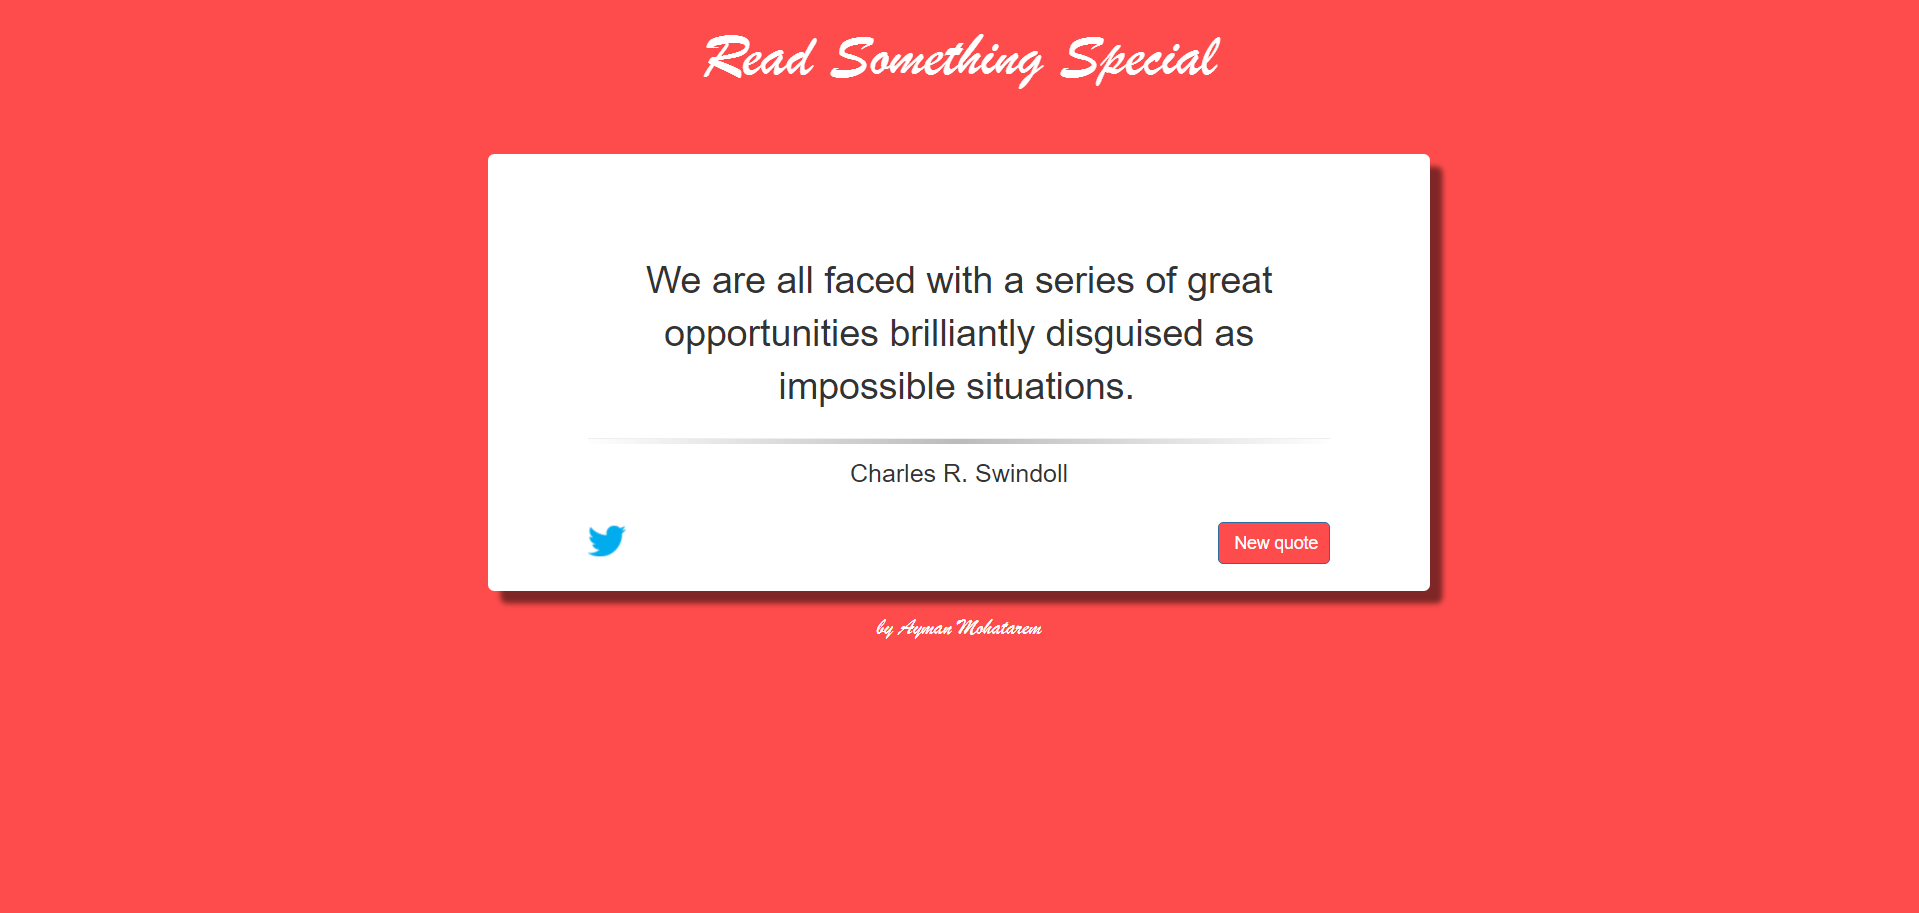 Read Something Special
We are all faced with a series of great
opportunities brilliantly disguised as
impossible situations.
Charles R. Swindoll
New quote
by Ayman Mohatarem